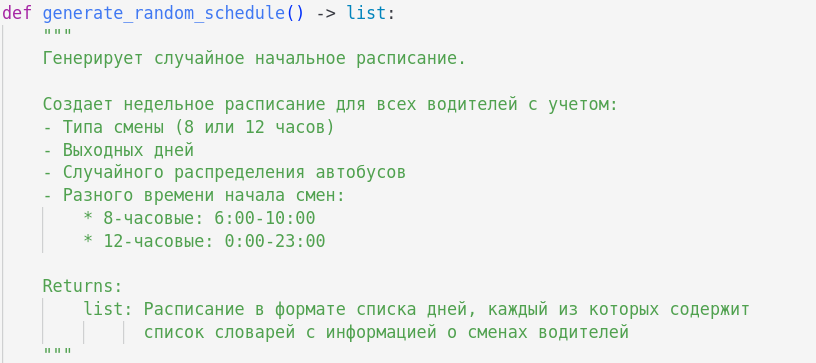 def generate_random_schedule() -> list:
"""
Генерирует случайное начальное расписание.
Создает недельное расписание для всех водителей с учетом:
- Типа смены (8 или 12 часов)
- Выходных дней
- Случайного распределения автобусов
- Разного времени начала смен:
* 8-часовые: 6:00-10:00
* 12-часовые: 0:00-23:00
Returns:
list: Расписание в формате списка дней, каждый из которых содержит
список словарей с информацией о сменах водителей
"""